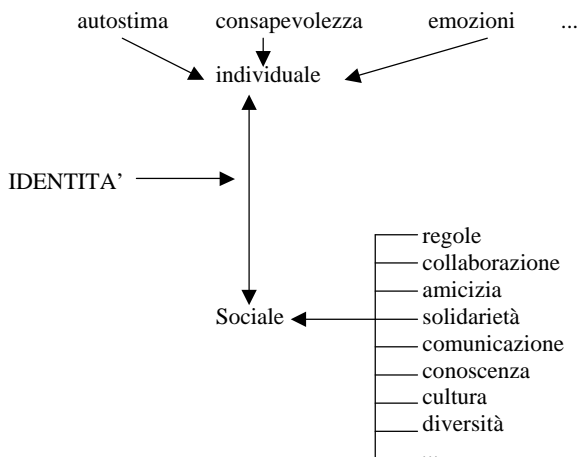 autostima consapevolezza emozioni ...
individuale
IDENTITA’
regole
collaborazione
amicizia
Sociale solidarietà
comunicazione
conoscenza
cultura
diversità
...